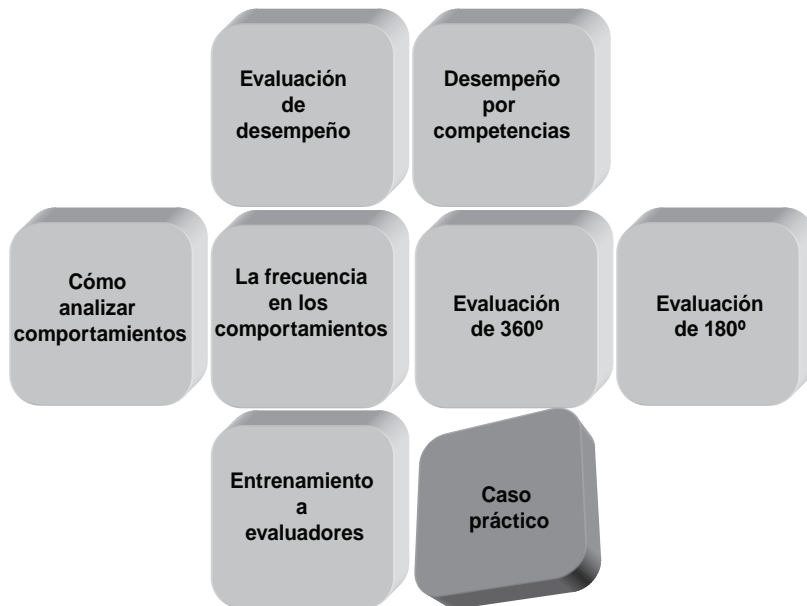 Evaluación
de
desempeño
Desempeño
por
competencias
Cómo
analizar
comportamientos
La frecuencia
en los
comportamientos
Evaluación
de 360º
Evaluación
de 180º
Entrenamiento
a
evaluadores
Caso
práctico